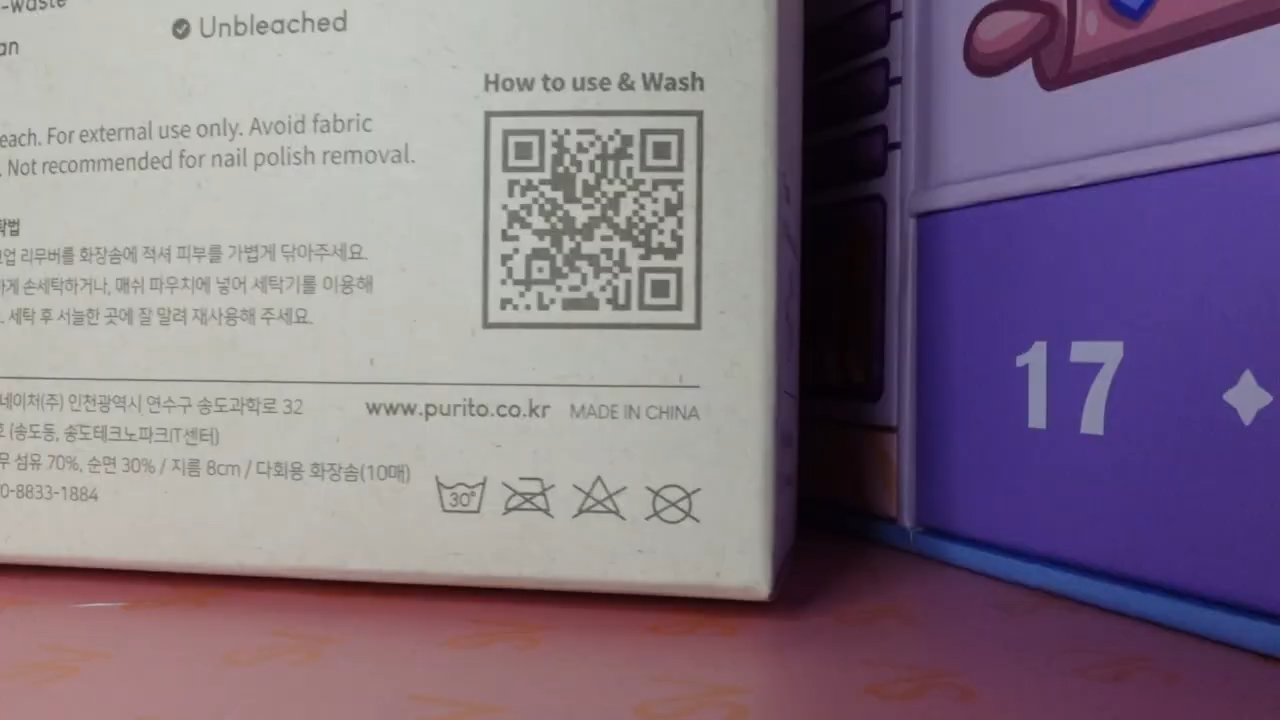 -waste
an
Unbleached
How to use & Wash
each. For external use only. Avoid fabric
. Not recommended for nail polish removal.
탁법
업 리무버를 화장솜에 적셔 피부를 가볍게 닦아주세요.
하게 손세탁하거나, 매쉬 파우치에 넣어 세탁기를 이용해
. 세탁 후 서늘한 곳에 잘 말려 재사용해 주세요.
네이처(주) 인천광역시 연수구 송도과학로 32
호 (송도동, 송도테크노파크IT센터)
무 섬유 70%, 순면 30% / 지름 8cm / 다회용 화장솜(10매)
0-8833-1884
www.purito.co.kr MADE IN CHINA
30°
17